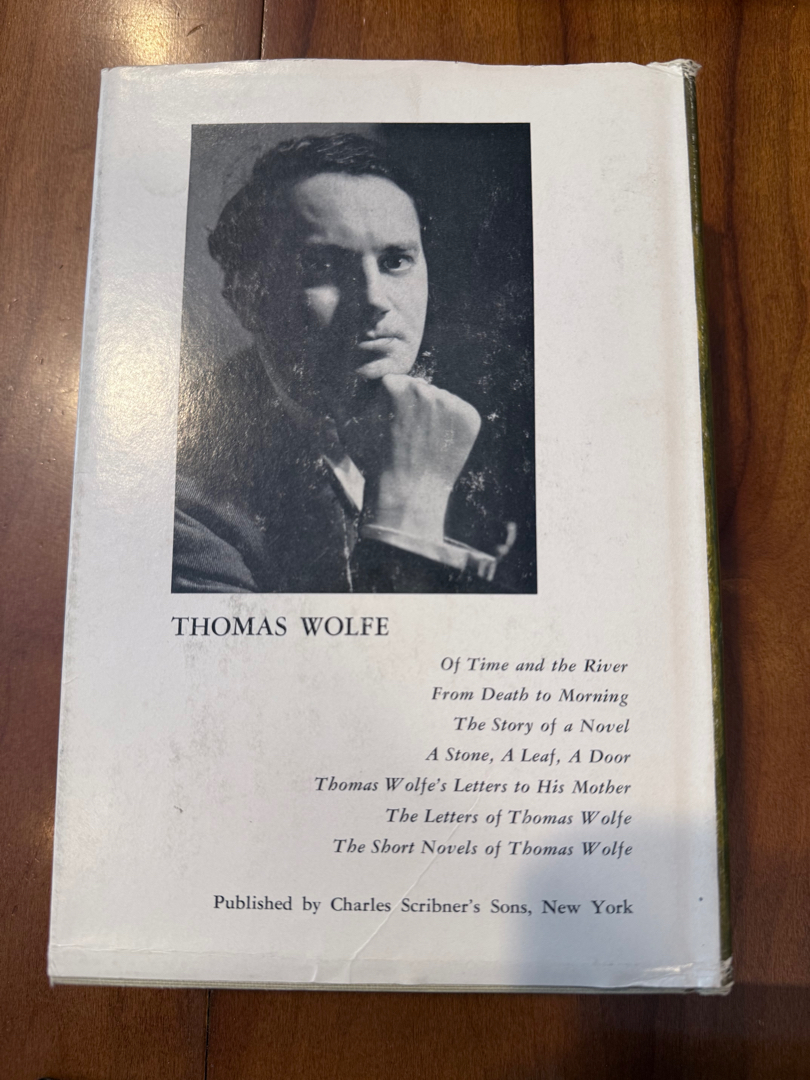 THOMAS WOLFE
Of Time and the River
From Death to Morning
The Story of a Novel
A Stone, A Leaf, A Door
Thomas Wolfe's Letters to His Mother
The Letters of Thomas Wolfe
The Short Novels of Thomas Wolfe
Published by Charles Scribner's Sons, New York